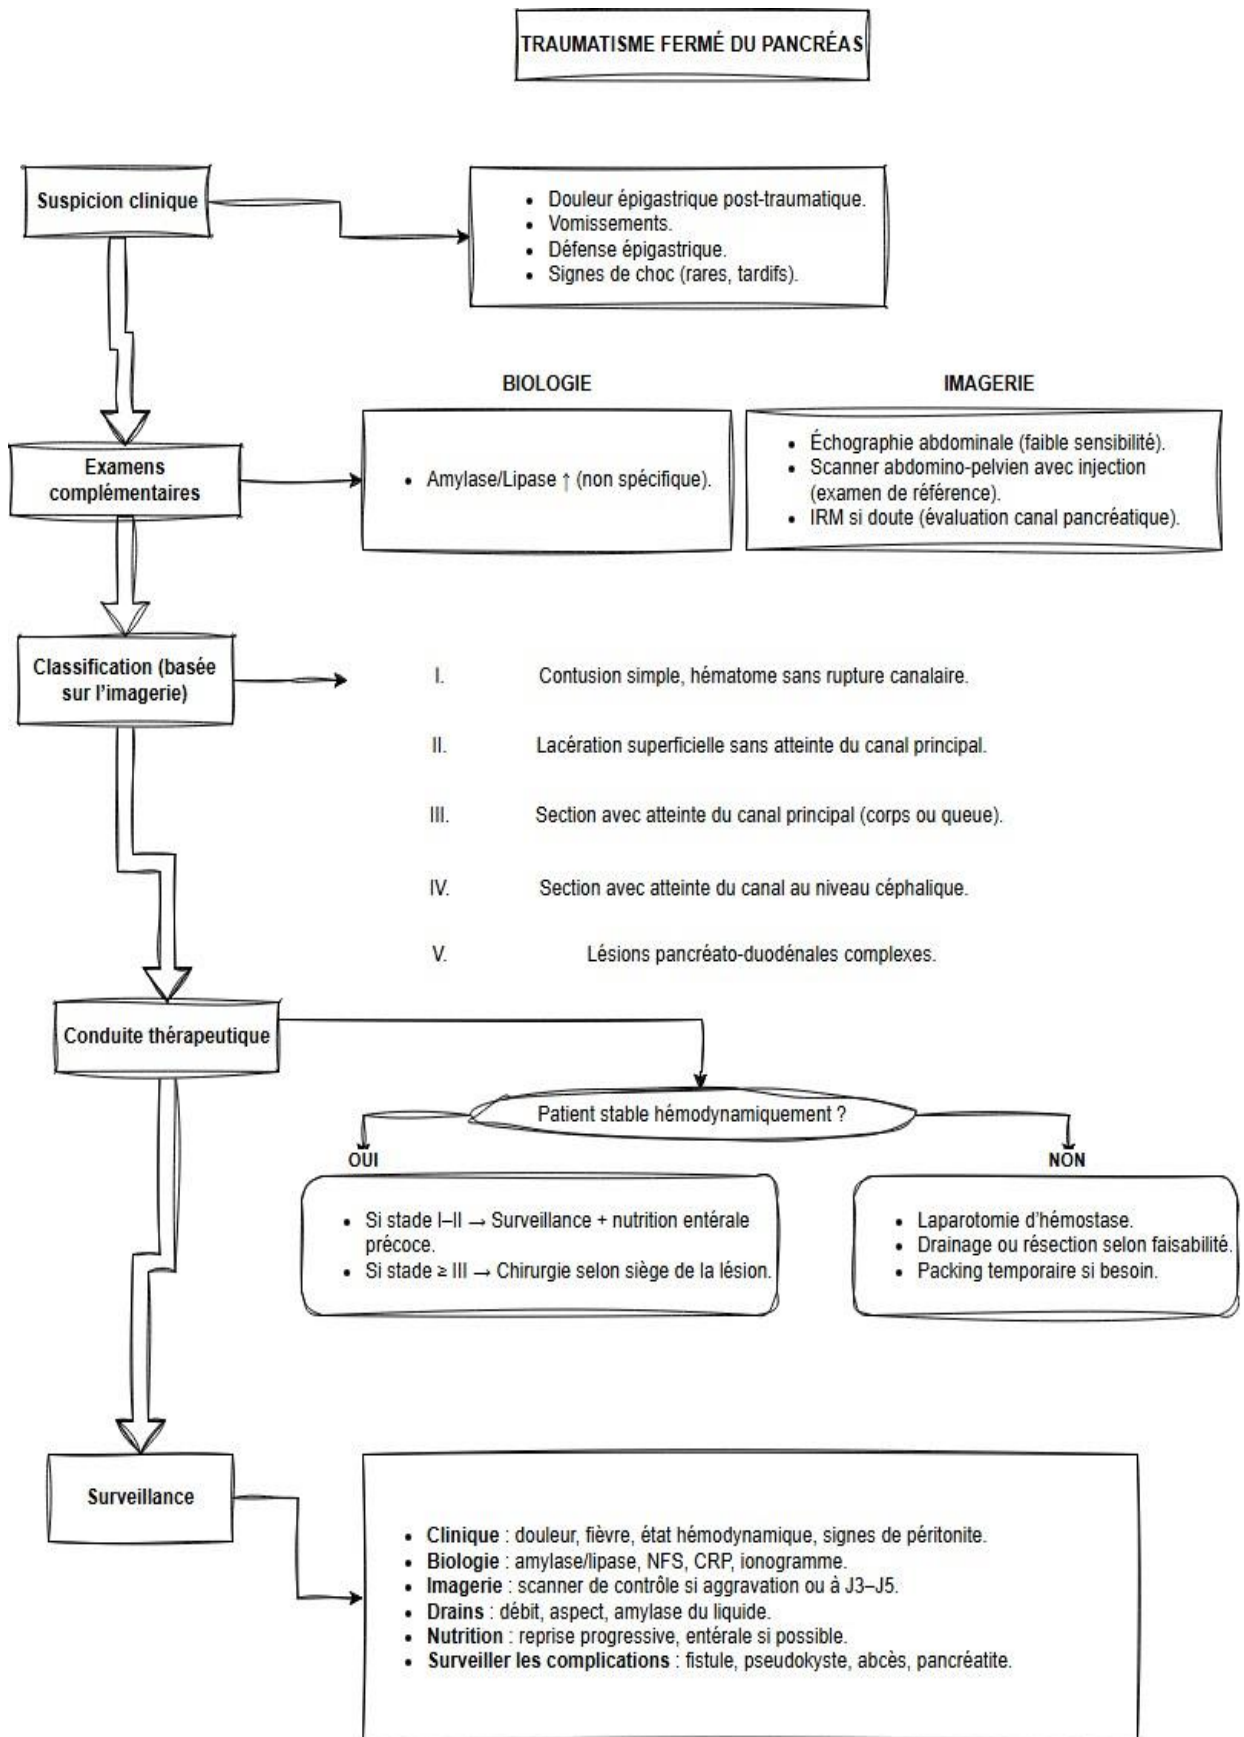 TRAUMATISME FERMÉ DU PANCRÉAS
Suspicion clinique
• Douleur épigastrique post-traumatique.
• Vomissements.
• Défense épigastrique.
• Signes de choc (rares, tardifs).
BIOLOGIE
IMAGERIE
Examens
complémentaires
• Amylase/Lipase ↑ (non spécifique).
• Échographie abdominale (faible sensibilité).
• Scanner abdomino-pelvien avec injection
(examen de référence).
• IRM si doute (évaluation canal pancréatique).
Classification (basée
sur l'imagerie)
I. Contusion simple, hématome sans rupture canalaire.
II. Lacération superficielle sans atteinte du canal principal.
III. Section avec atteinte du canal principal (corps ou queue).
IV. Section avec atteinte du canal au niveau céphalique.
V. Lésions pancréato-duodénales complexes.
Conduite thérapeutique
Patient stable hémodynamiquement ?
OUI
• Si stade I–II → Surveillance + nutrition entérale
précoce.
• Si stade ≥ III → Chirurgie selon siège de la lésion.
NON
• Laparotomie d'hémostase.
• Drainage ou résection selon faisabilité.
• Packing temporaire si besoin.
Surveillance
• Clinique : douleur, fièvre, état hémodynamique, signes de péritonite.
• Biologie : amylase/lipase, NFS, CRP, ionogramme.
• Imagerie : scanner de contrôle si aggravation ou à J3–J5.
• Drains : débit, aspect, amylase du liquide.
• Nutrition : reprise progressive, entérale si possible.
• Surveiller les complications : fistule, pseudokyste, abcès, pancréatite.